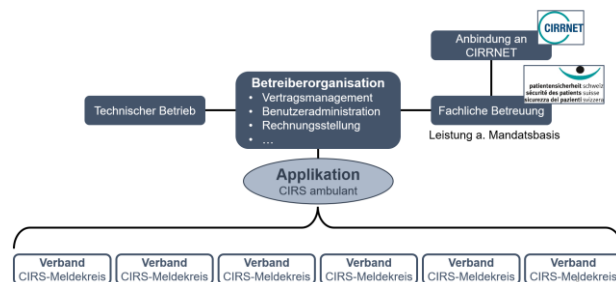 Anbindung an
CIRRNET
CIRRNET
Betreiberorganisation
• Vertragsmanagement
• Benutzeradministration
• Rechnungsstellung
• ...
Technischer Betrieb
patientensicherheit schweiz
sécurité des patients suisse
sicurezza dei pazienti svizzera
Fachliche Betreuung
Leistung a. Mandatsbasis
Applikation
CIRS ambulant
Verband
CIRS-Meldekreis
Verband
CIRS-Meldekreis
Verband
CIRS-Meldekreis
Verband
CIRS-Meldekreis
Verband
CIRS-Meldekreis
Verband
CIRS-Meldekreis